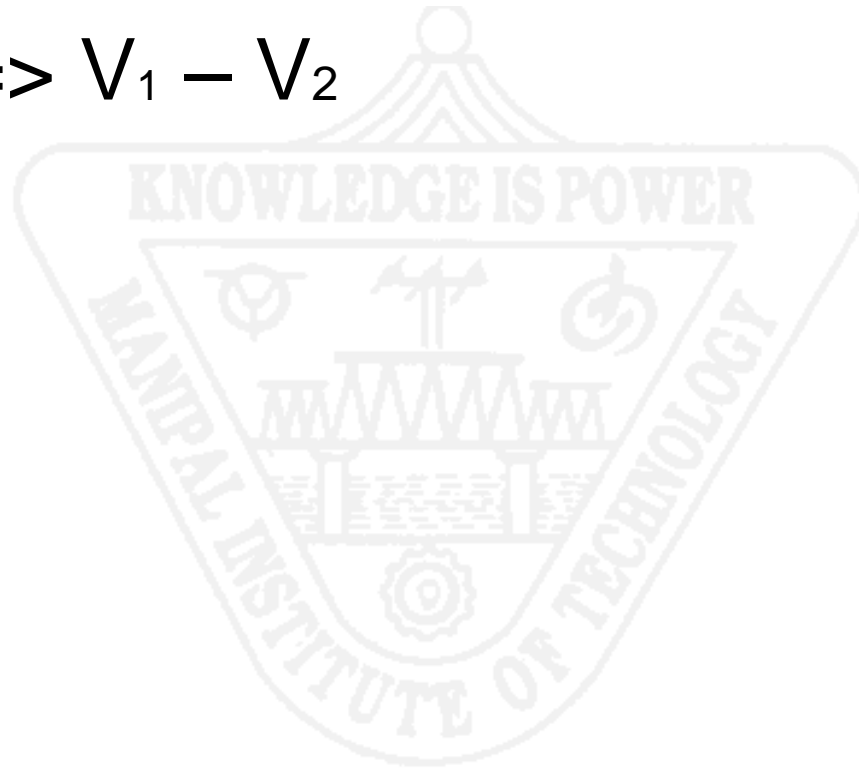 => V₁ – V₂
KNOWLEDGE IS POWER
MANIPAL INSTITUTE OF TECHNOLOGY